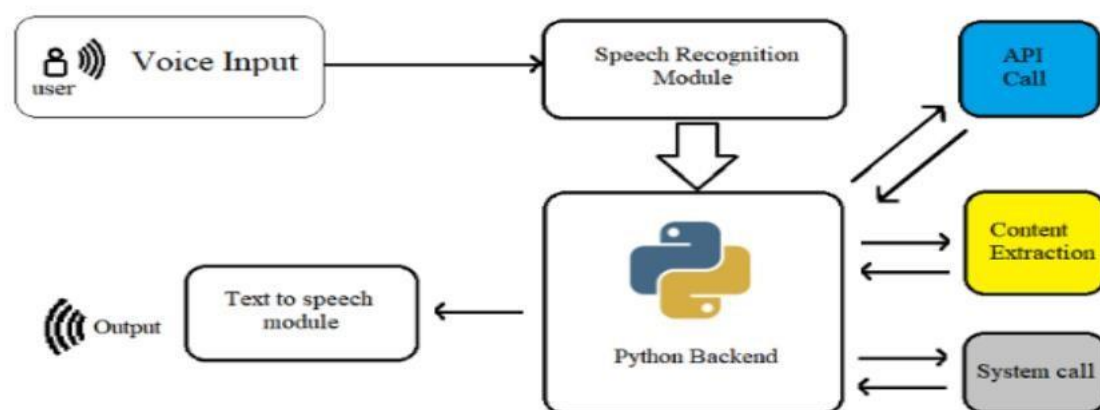 Voice Input
user
Speech Recognition
Module
API
Call
Content
Extraction
Python Backend
System call
Text to speech
module
Output